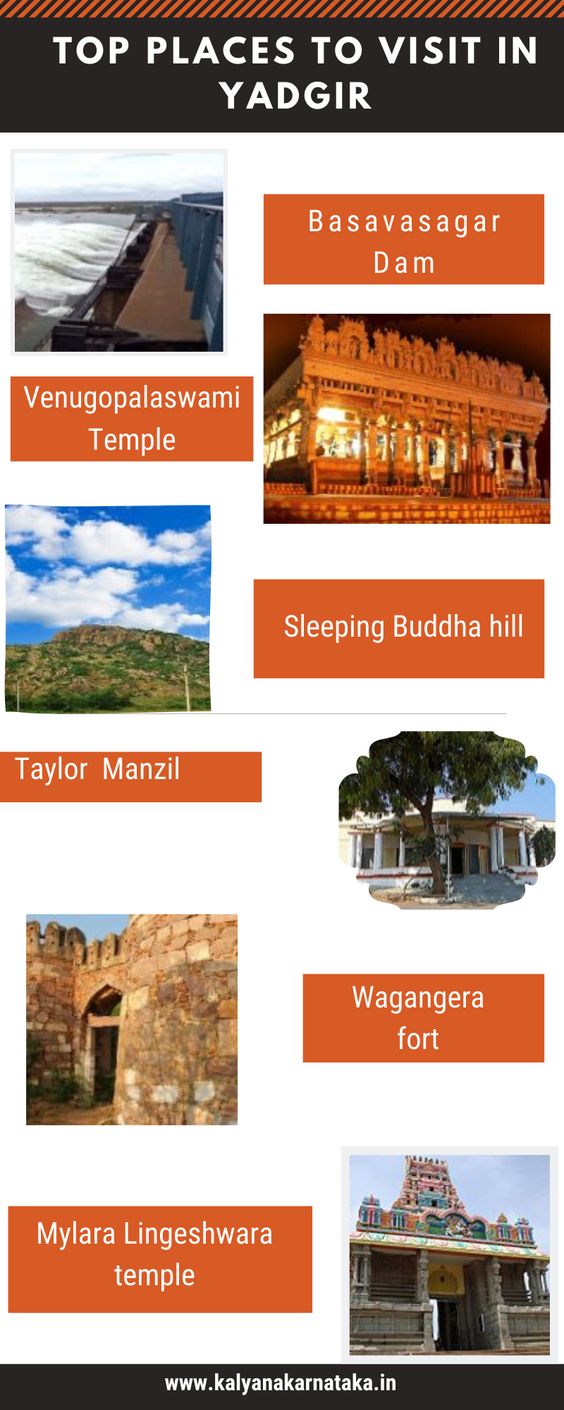 TOP PLACES TO VISIT IN
YADGIR
Basavasagar
Dam
Venugopalaswami
Temple
Sleeping Buddha hill
Taylor Manzil
Wagangera
fort
Mylara Lingeshwara
temple
www.kalyanakarnataka.in